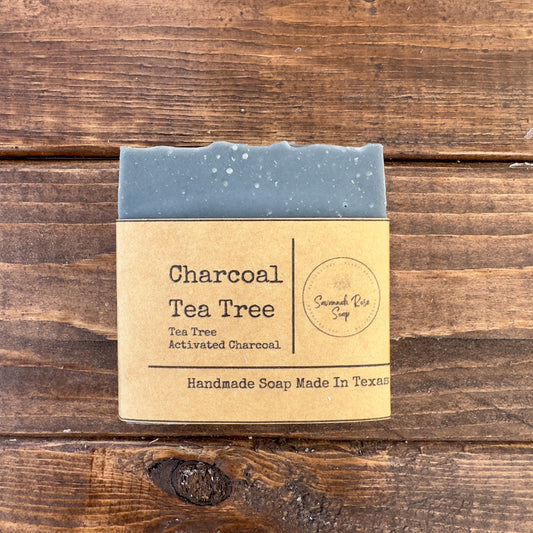 Charcoal
Tea Tree
Tea Tree
Activated Charcoal
Savannah Rose
Soap
Handmade Soap Made In Texas